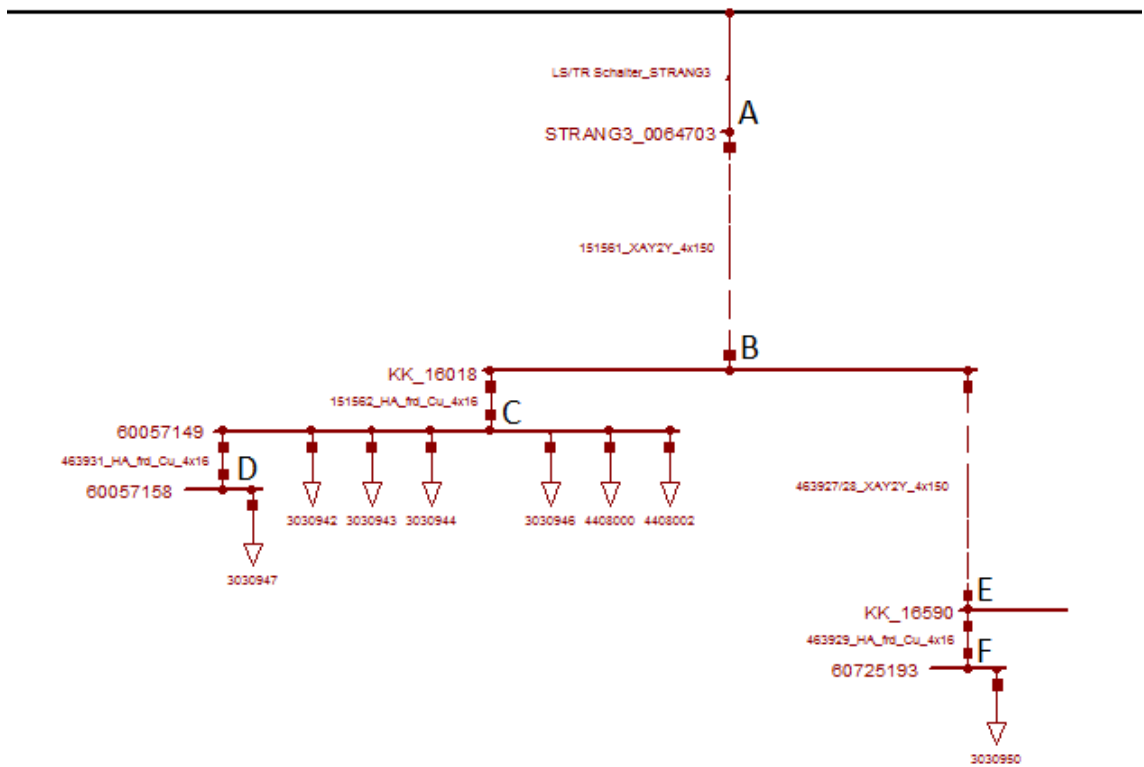 LS/TR Schalter_STRANG3
A
STRANG3_0064703
151561_XAY2Y_4x150
B
KK_16018
151562_HA_frd_Cu_4x16
C
60057149
463931_HA_frd_Cu_4x16
D
60057158
3030942
3030943
3030944
3030946
4408000
4408002
463927/28_XAY2Y_4x150
3030947
E
KK_16590
463929_HA_frd_Cu_4x16
F
60725193
3030950